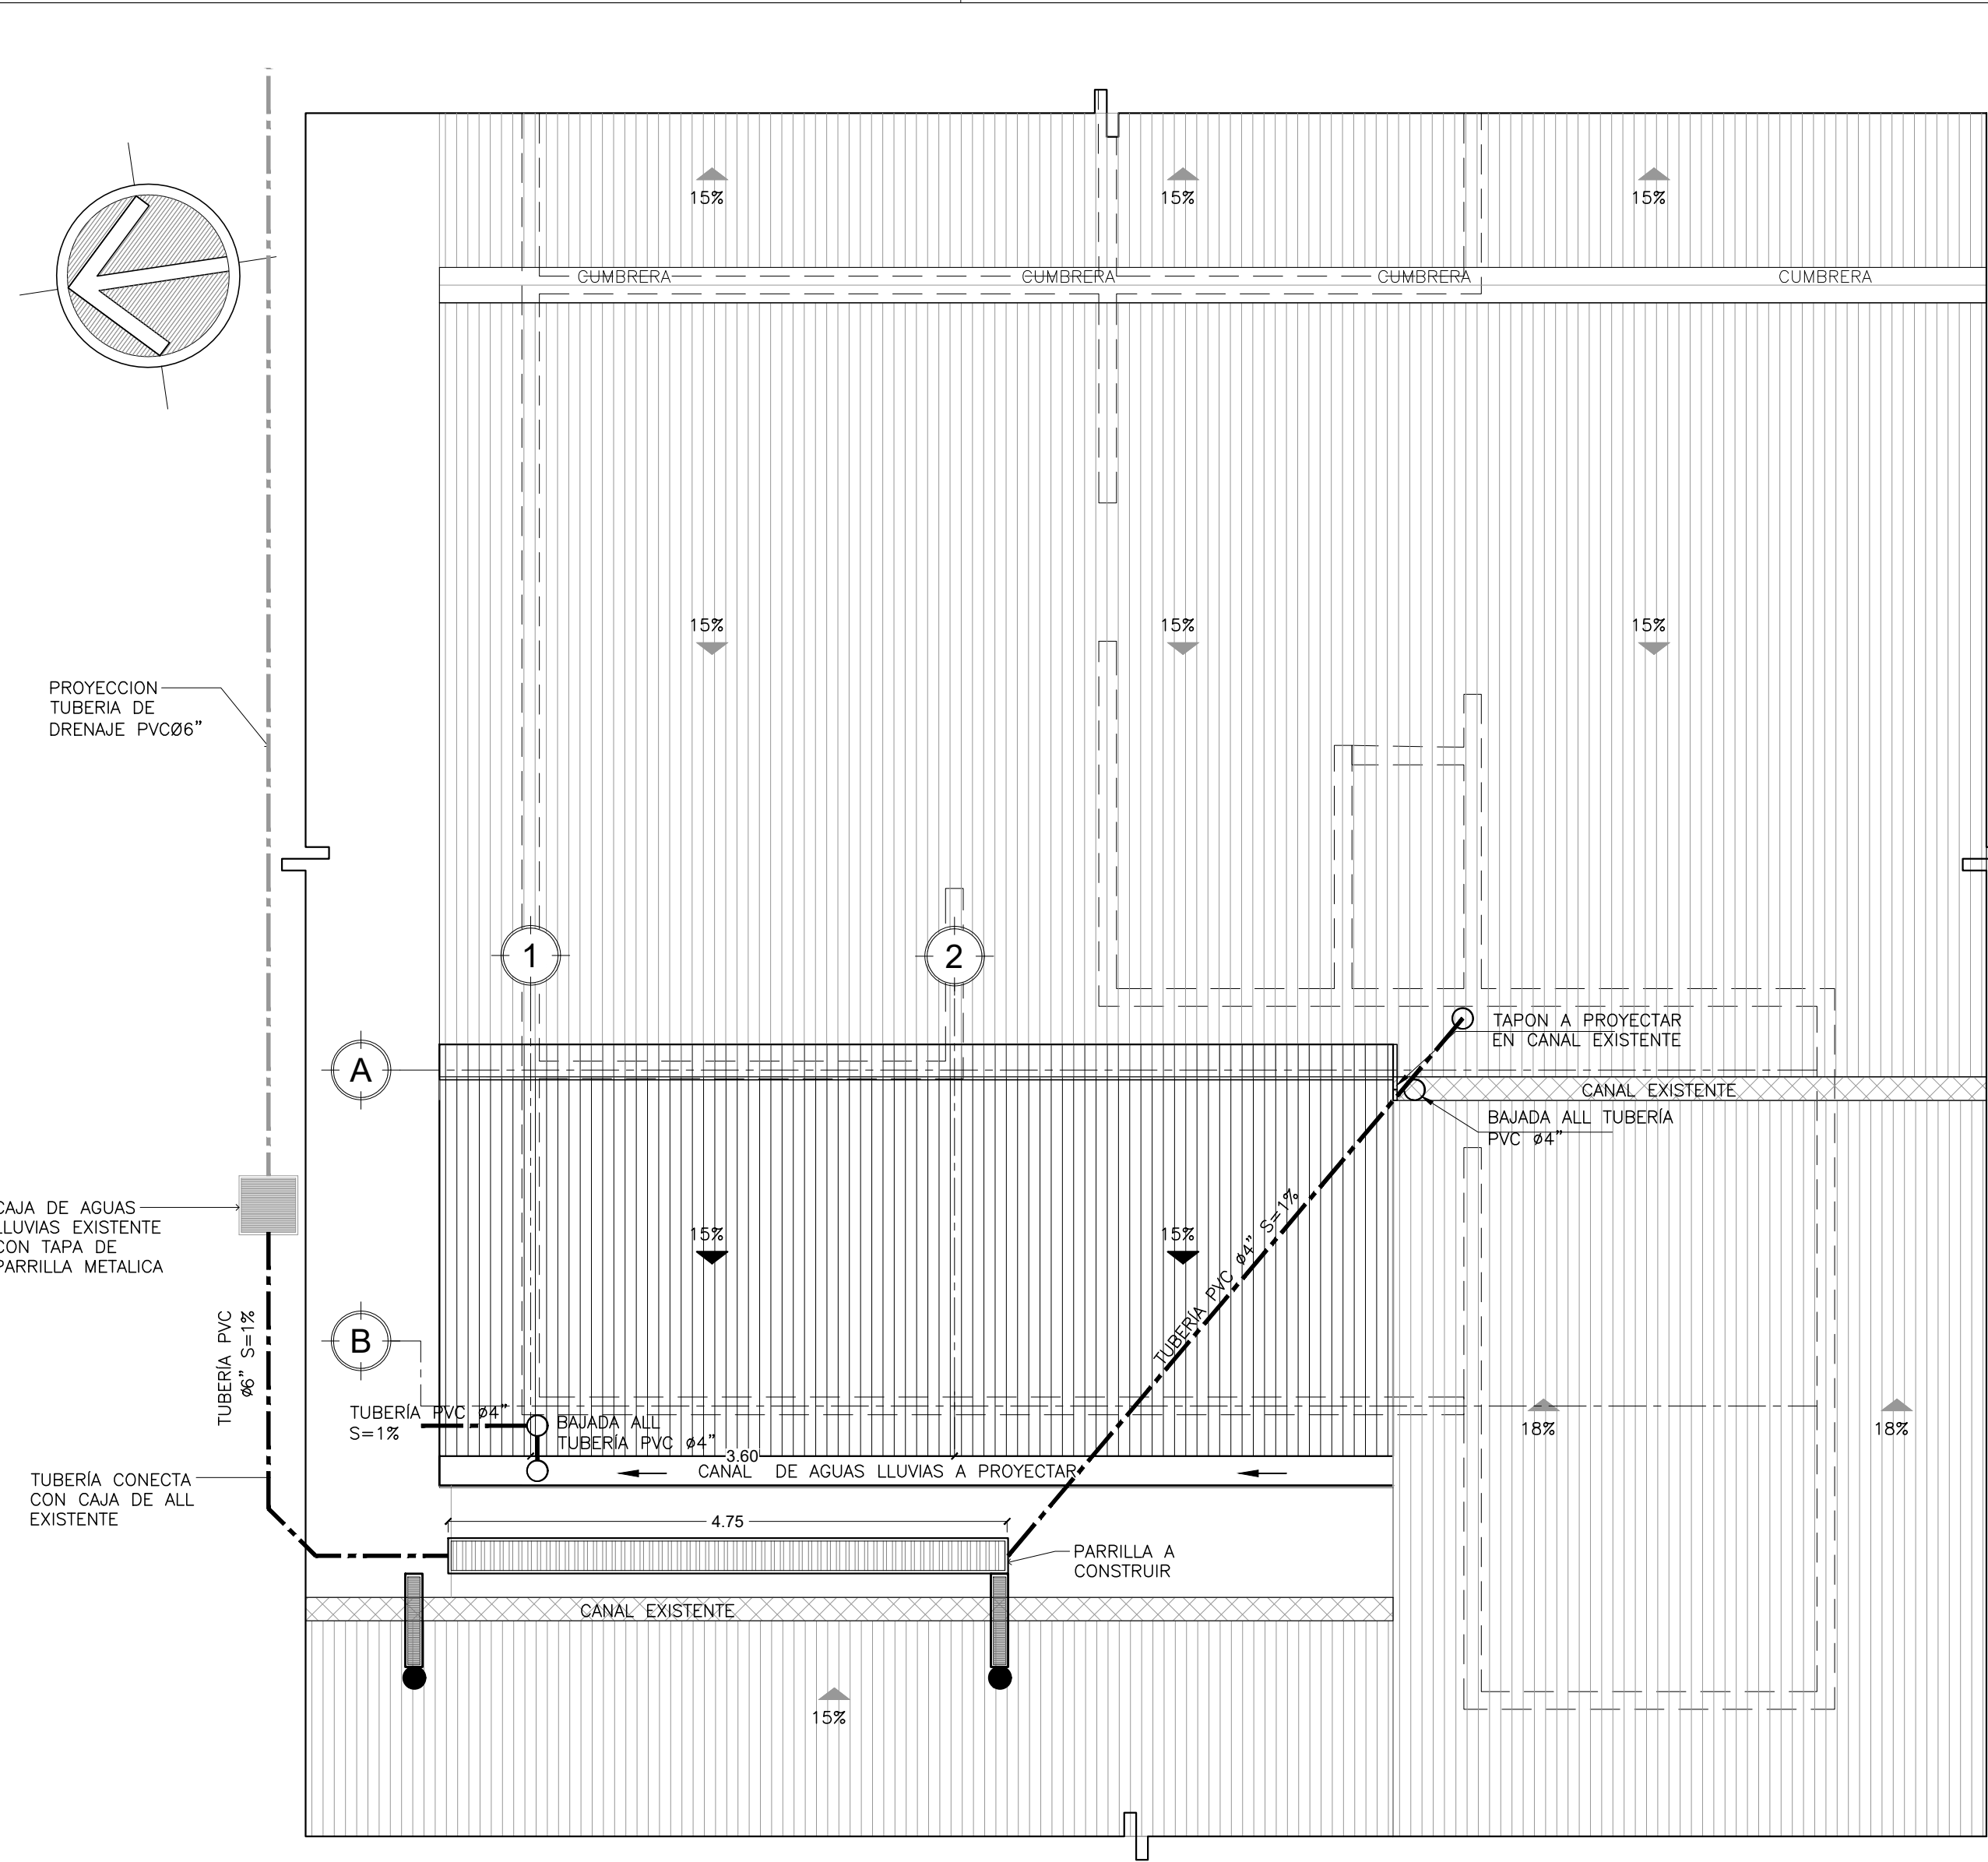 15%
15%
15%
CUMBRERA
CUMBRERA
CUMBRERA
CUMBRERA
15%
15%
15%
PROYECCION
TUBERIA DE
DRENAJE PVCØ6"
1
2
A
TAPON A PROYECTAR
EN CANAL EXISTENTE
CANAL EXISTENTE
BAJADA ALL TUBERÍA
PVC ø4"
CAJA DE AGUAS
LLUVIAS EXISTENTE
CON TAPA DE
PARRILLA METALICA
15%
15%
TUBERÍA PVC ø4" S=1%
B
TUBERÍA PVC
ø6" S=1%
TUBERÍA PVC ø4"
S=1%
BAJADA ALL
TUBERÍA PVC ø4"
18%
18%
3.60
CANAL DE AGUAS LLUVIAS A PROYECTAR
TUBERÍA CONECTA
CON CAJA DE ALL
EXISTENTE
4.75
PARRILLA A
CONSTRUIR
CANAL EXISTENTE
15%